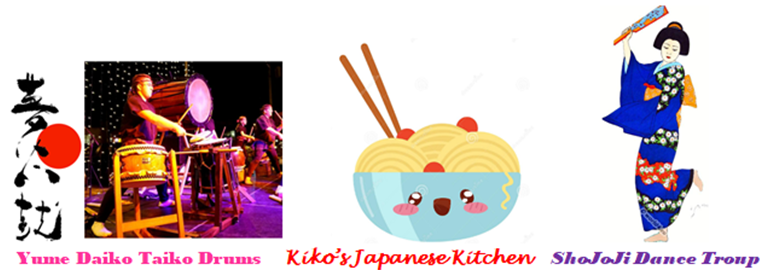 Yume Daiko Taiko Drums
Kiko's Japanese Kitchen
ShoJoJi Dance Troup